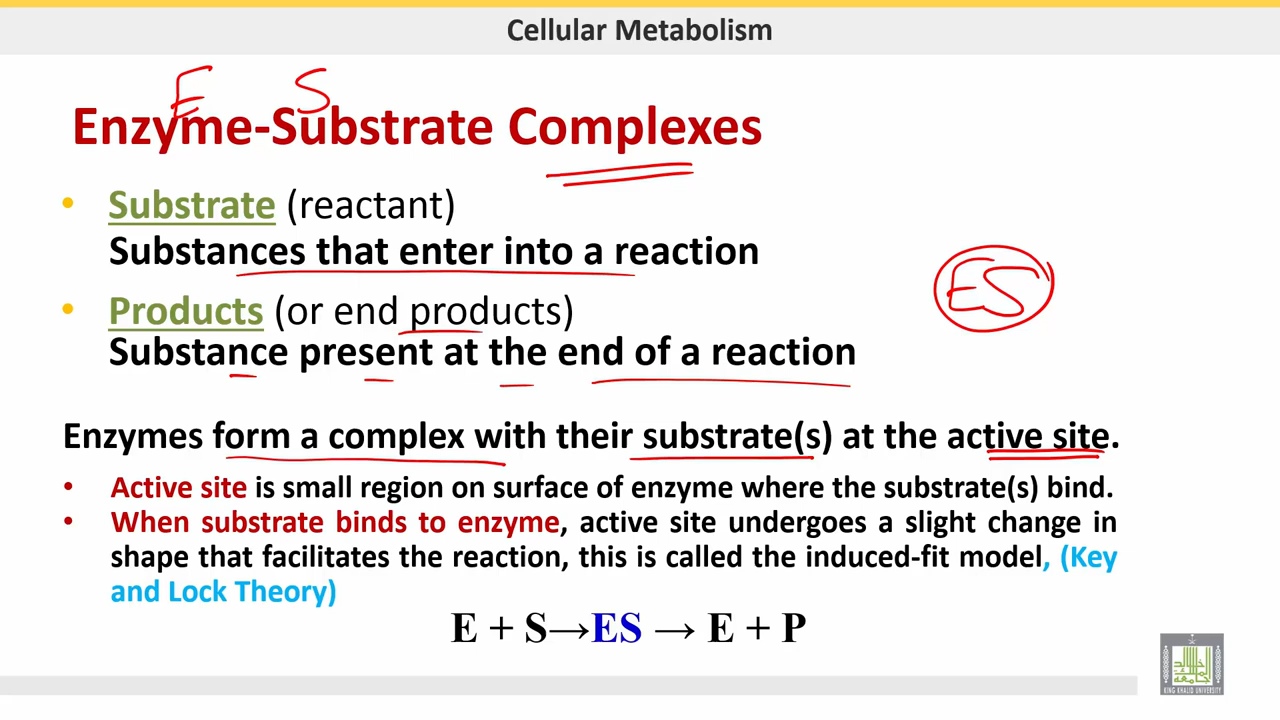 Cellular Metabolism
E S
Enzyme-Substrate Complexes
• Substrate (reactant)
Substances that enter into a reaction
ES
• Products (or end products)
Substance present at the end of a reaction
Enzymes form a complex with their substrate(s) at the active site.
• Active site is small region on surface of enzyme where the substrate(s) bind.
• When substrate binds to enzyme, active site undergoes a slight change in
shape that facilitates the reaction, this is called the induced-fit model, (Key
and Lock Theory)
E + S→ES → E + P
KING KHALID UNIVERSITY